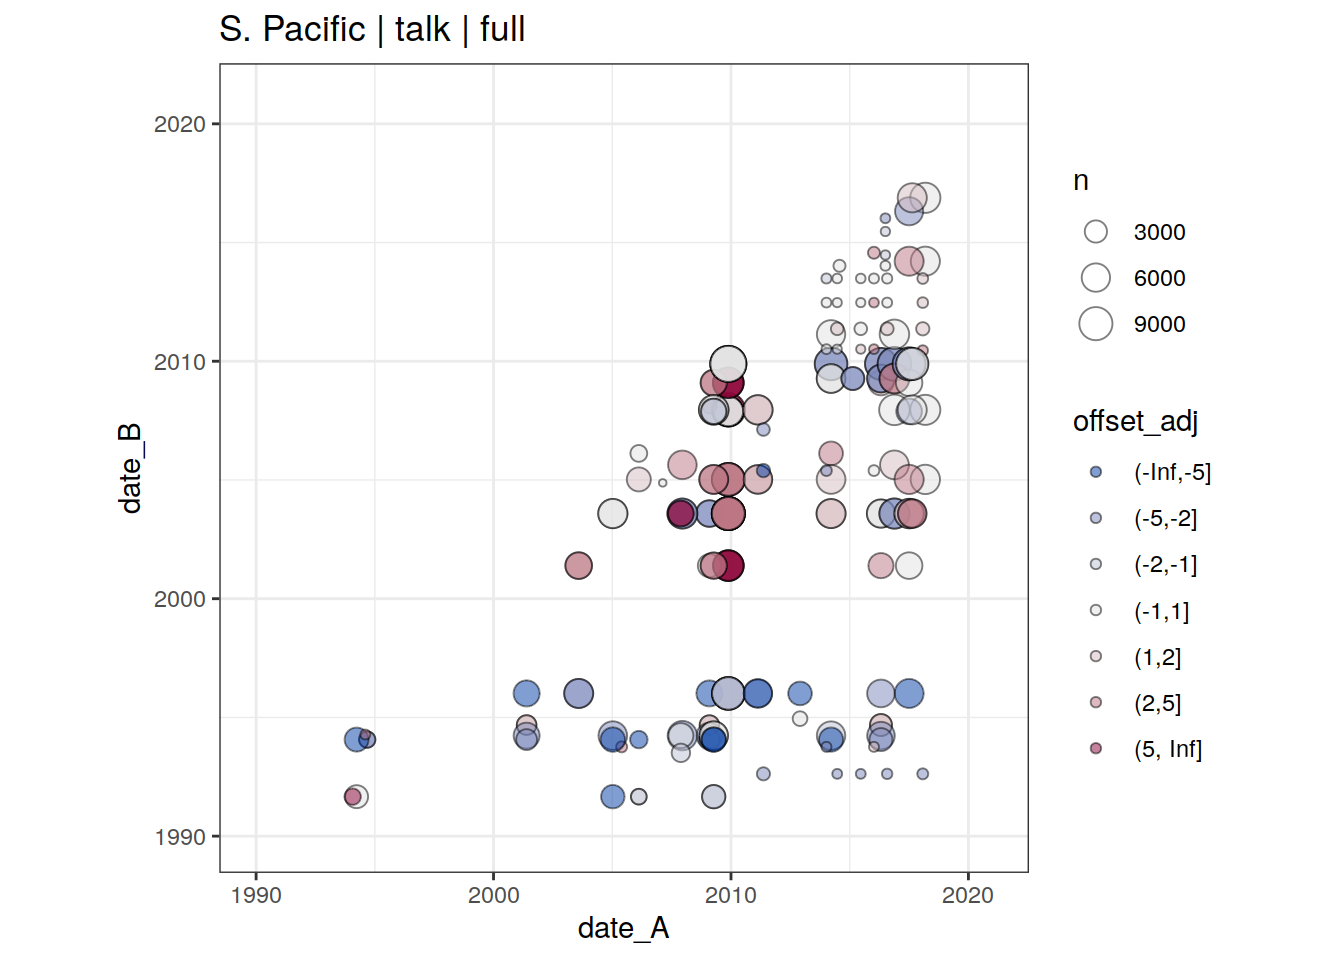 S. Pacific | talk | full
2020
2010
2000
1990
date_B
1990
2000
2010
2020
date_A
n
3000
6000
9000
offset_adj
(-Inf,-5]
(-5,-2]
(-2,-1]
(-1,1]
(1,2]
(2,5]
(5, Inf]